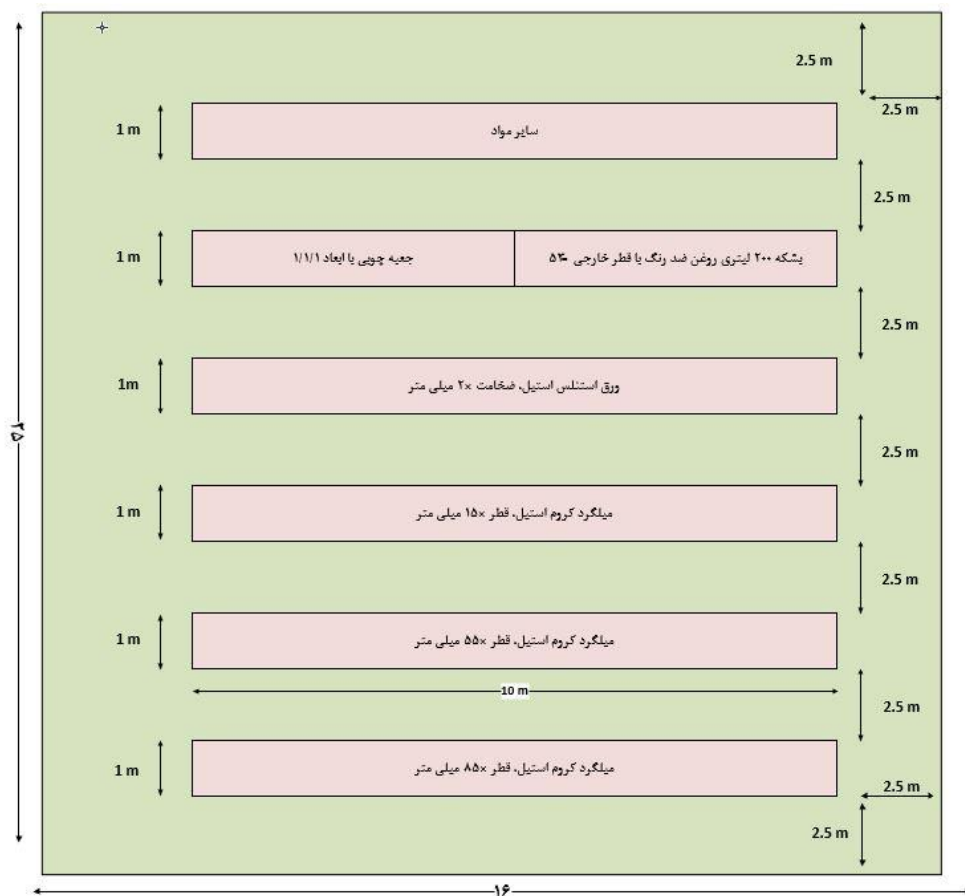 2.5 m
2.5 m
1 m
سایر مواد
2.5 m
1 m
جعبه چوبی با ابعاد ۱/۱/۱
بشکه ۲۰۰ لیتری روغن ضد رنگ با قطر خارجی
2.5 m
1m
ورق استنلس استیل، ضخامت ×۲ میلی متر
۲۵
2.5 m
1 m
میلگرد کروم استیل، قطر ×۱۵ میلی متر
2.5 m
1 m
میلگرد کروم استیل، قطر ×۵۵ میلی متر
10 m
2.5 m
1 m
میلگرد کروم استیل، قطر ×۸۵ میلی متر
2.5 m
2.5 m
۱۶